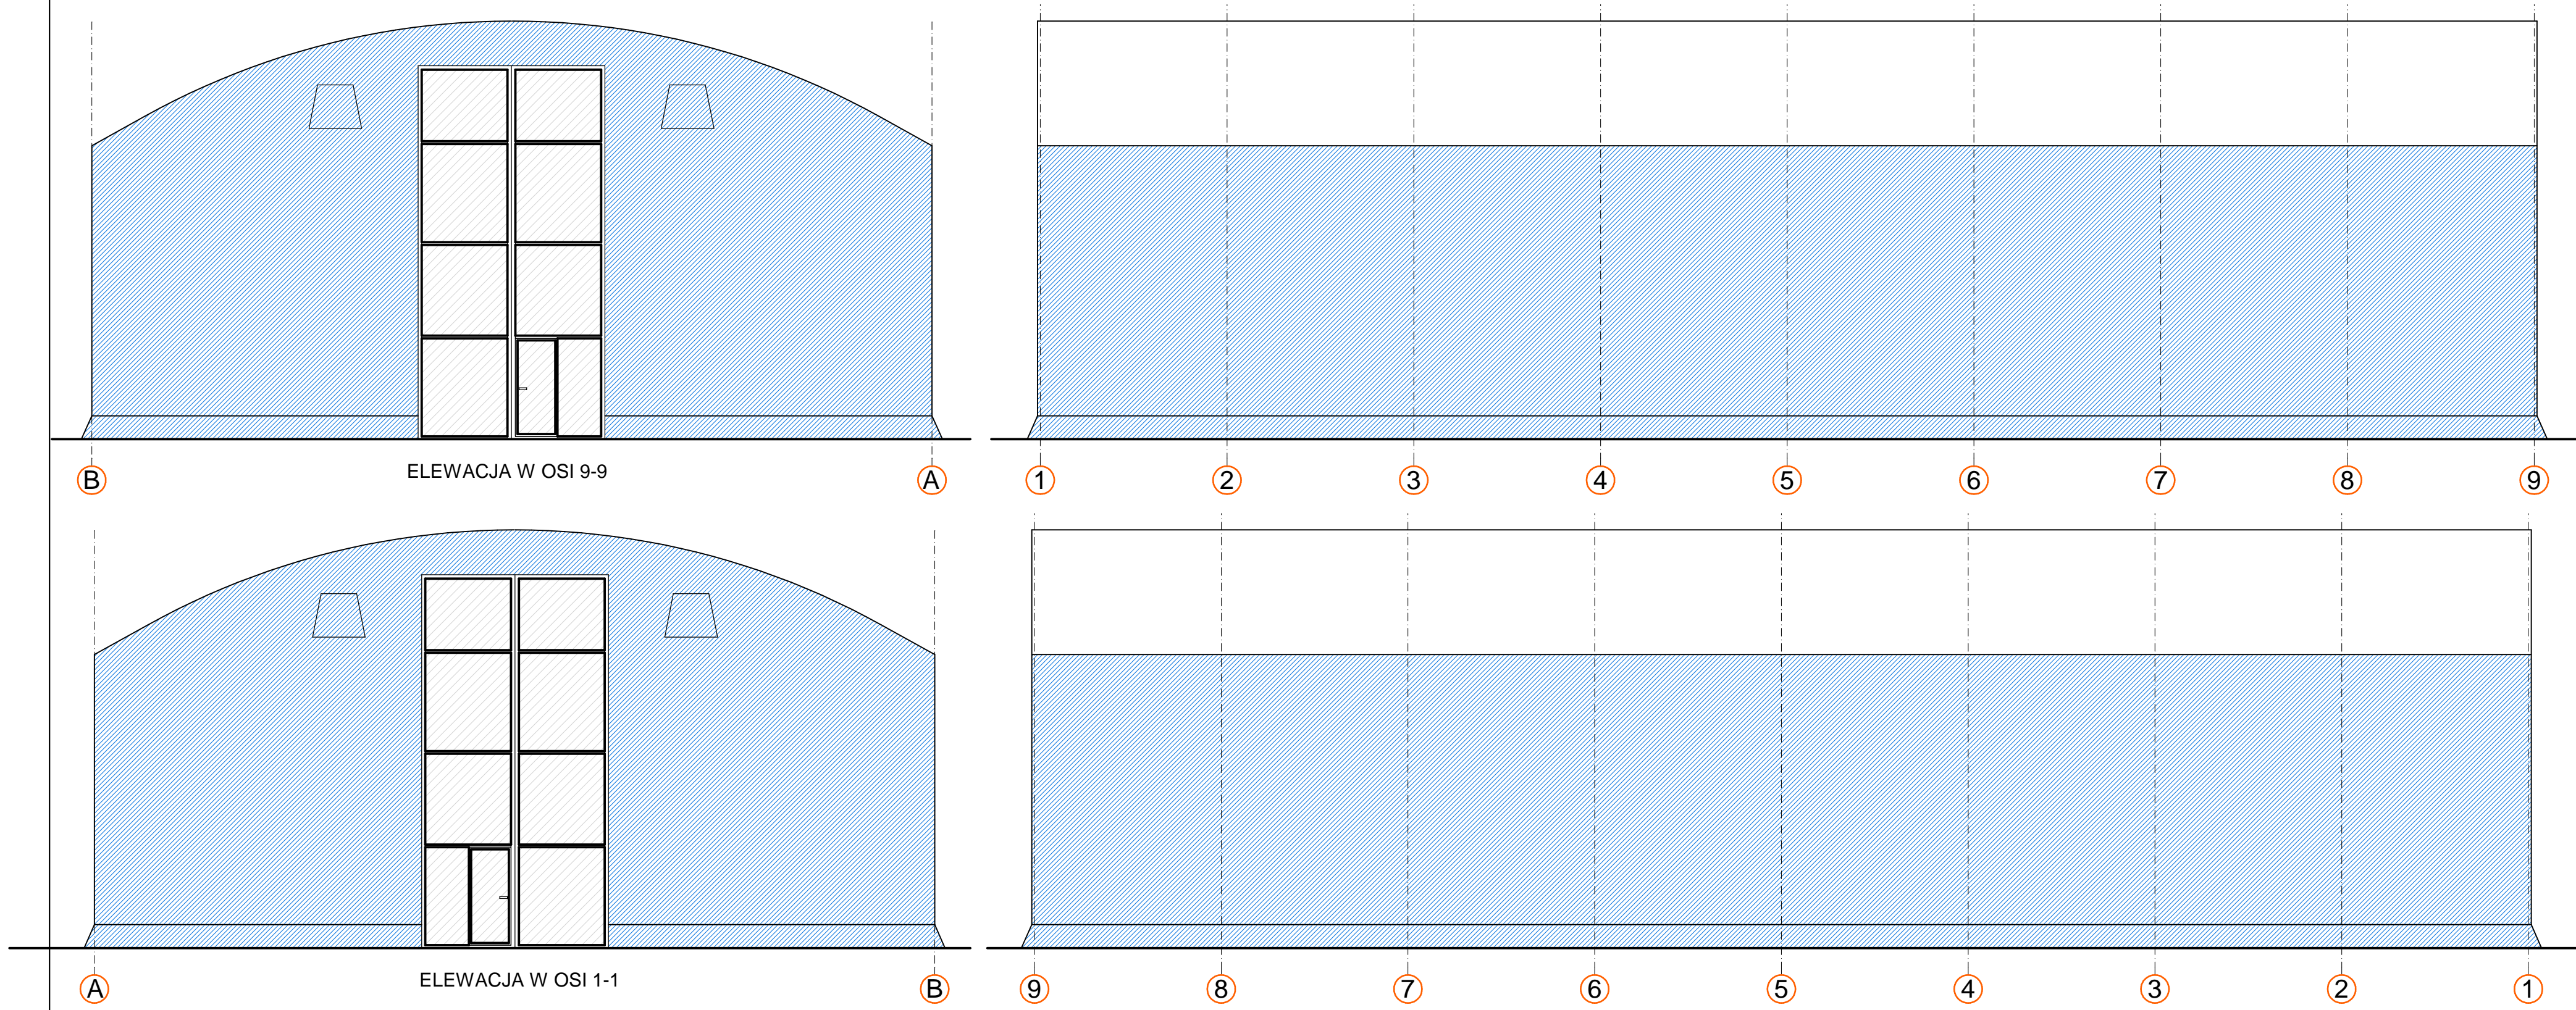 B A
ELEWACJA W OSI 9-9
1 2 3 4 5 6 7 8 9
A B
ELEWACJA W OSI 1-1
9 8 7 6 5 4 3 2 1